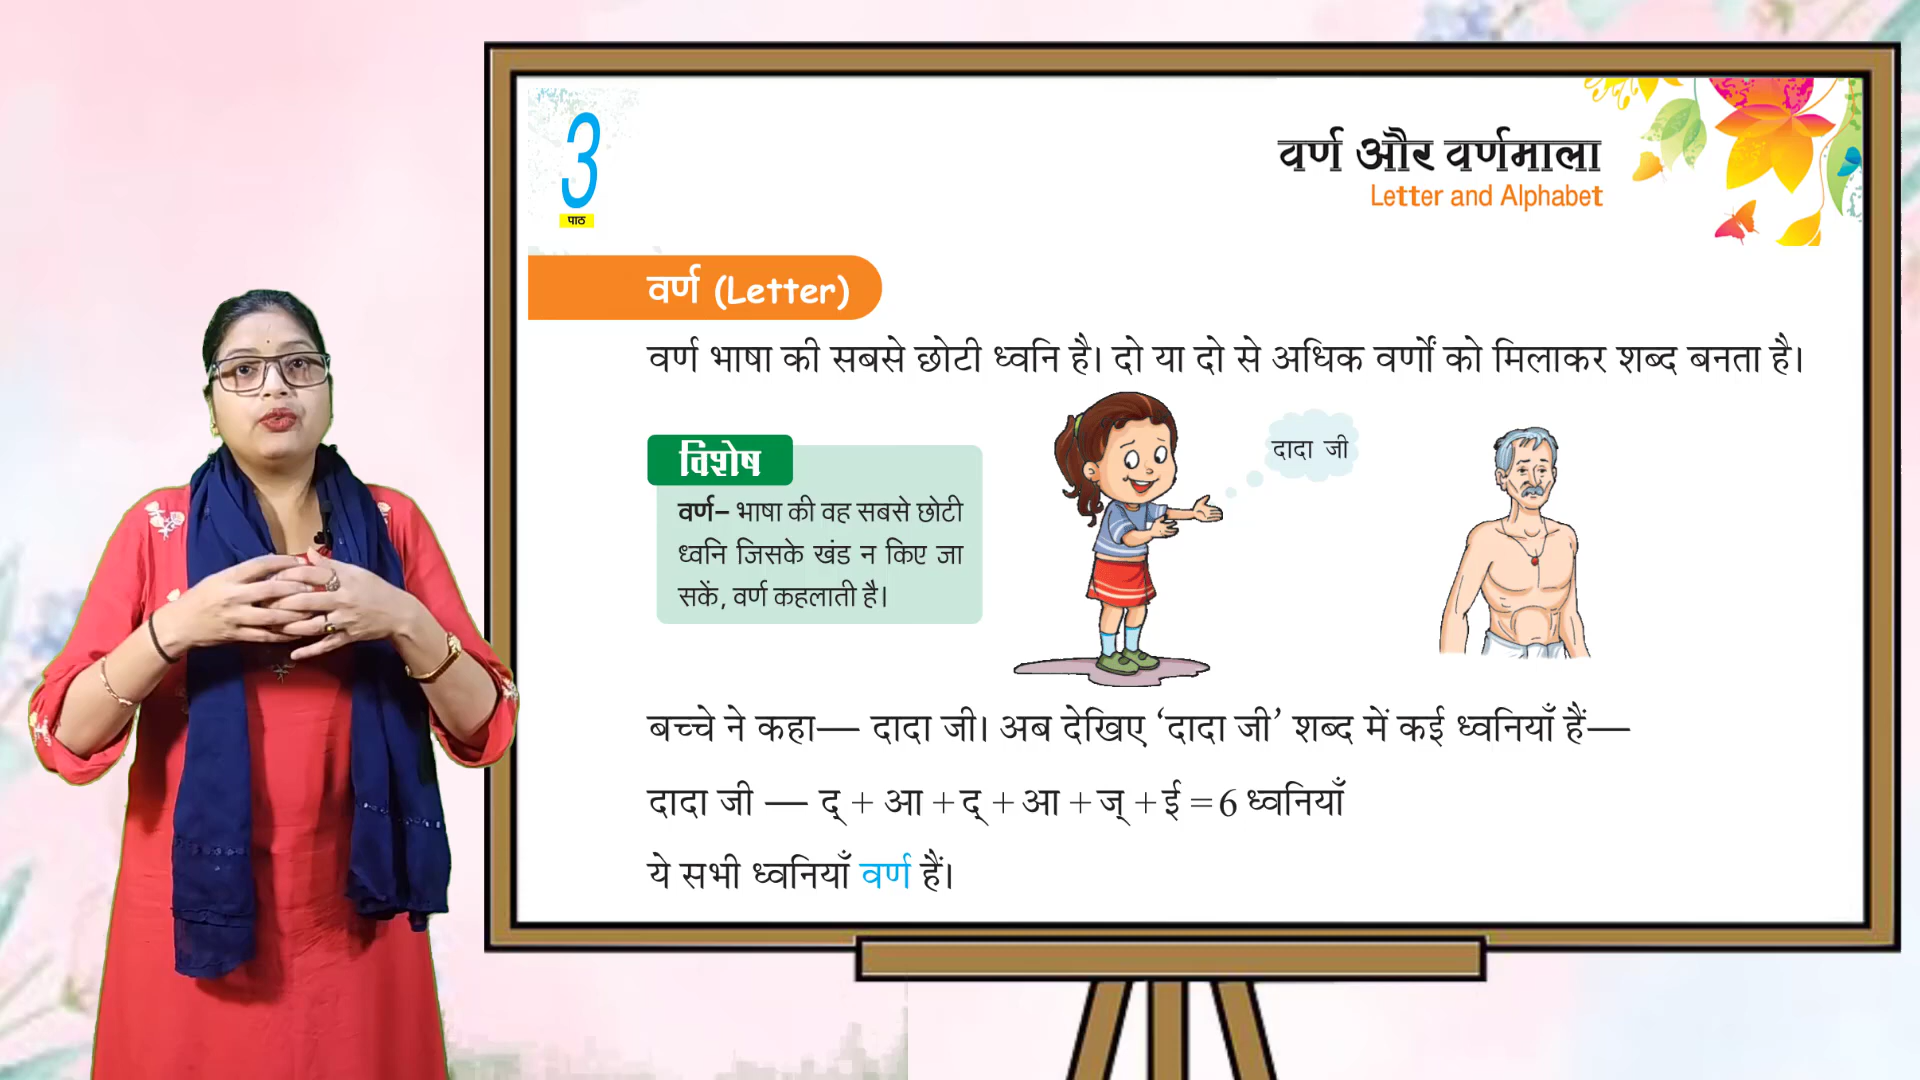 3
पाठ
वर्ण और वर्णमाला
Letter and Alphabet
वर्ण (Letter)
वर्ण भाषा की सबसे छोटी ध्वनि है। दो या दो से अधिक वर्णों को मिलाकर शब्द बनता है।
विशेष
वर्ण– भाषा की वह सबसे छोटी
ध्वनि जिसके खंड न किए जा
सकें, वर्ण कहलाती है।
दादा जी
बच्चे ने कहा— दादा जी। अब देखिए ‘दादा जी’ शब्द में कई ध्वनियाँ हैं—
दादा जी — द् + आ + द् + आ + ज् + ई = 6 ध्वनियाँ
ये सभी ध्वनियाँ वर्ण हैं।